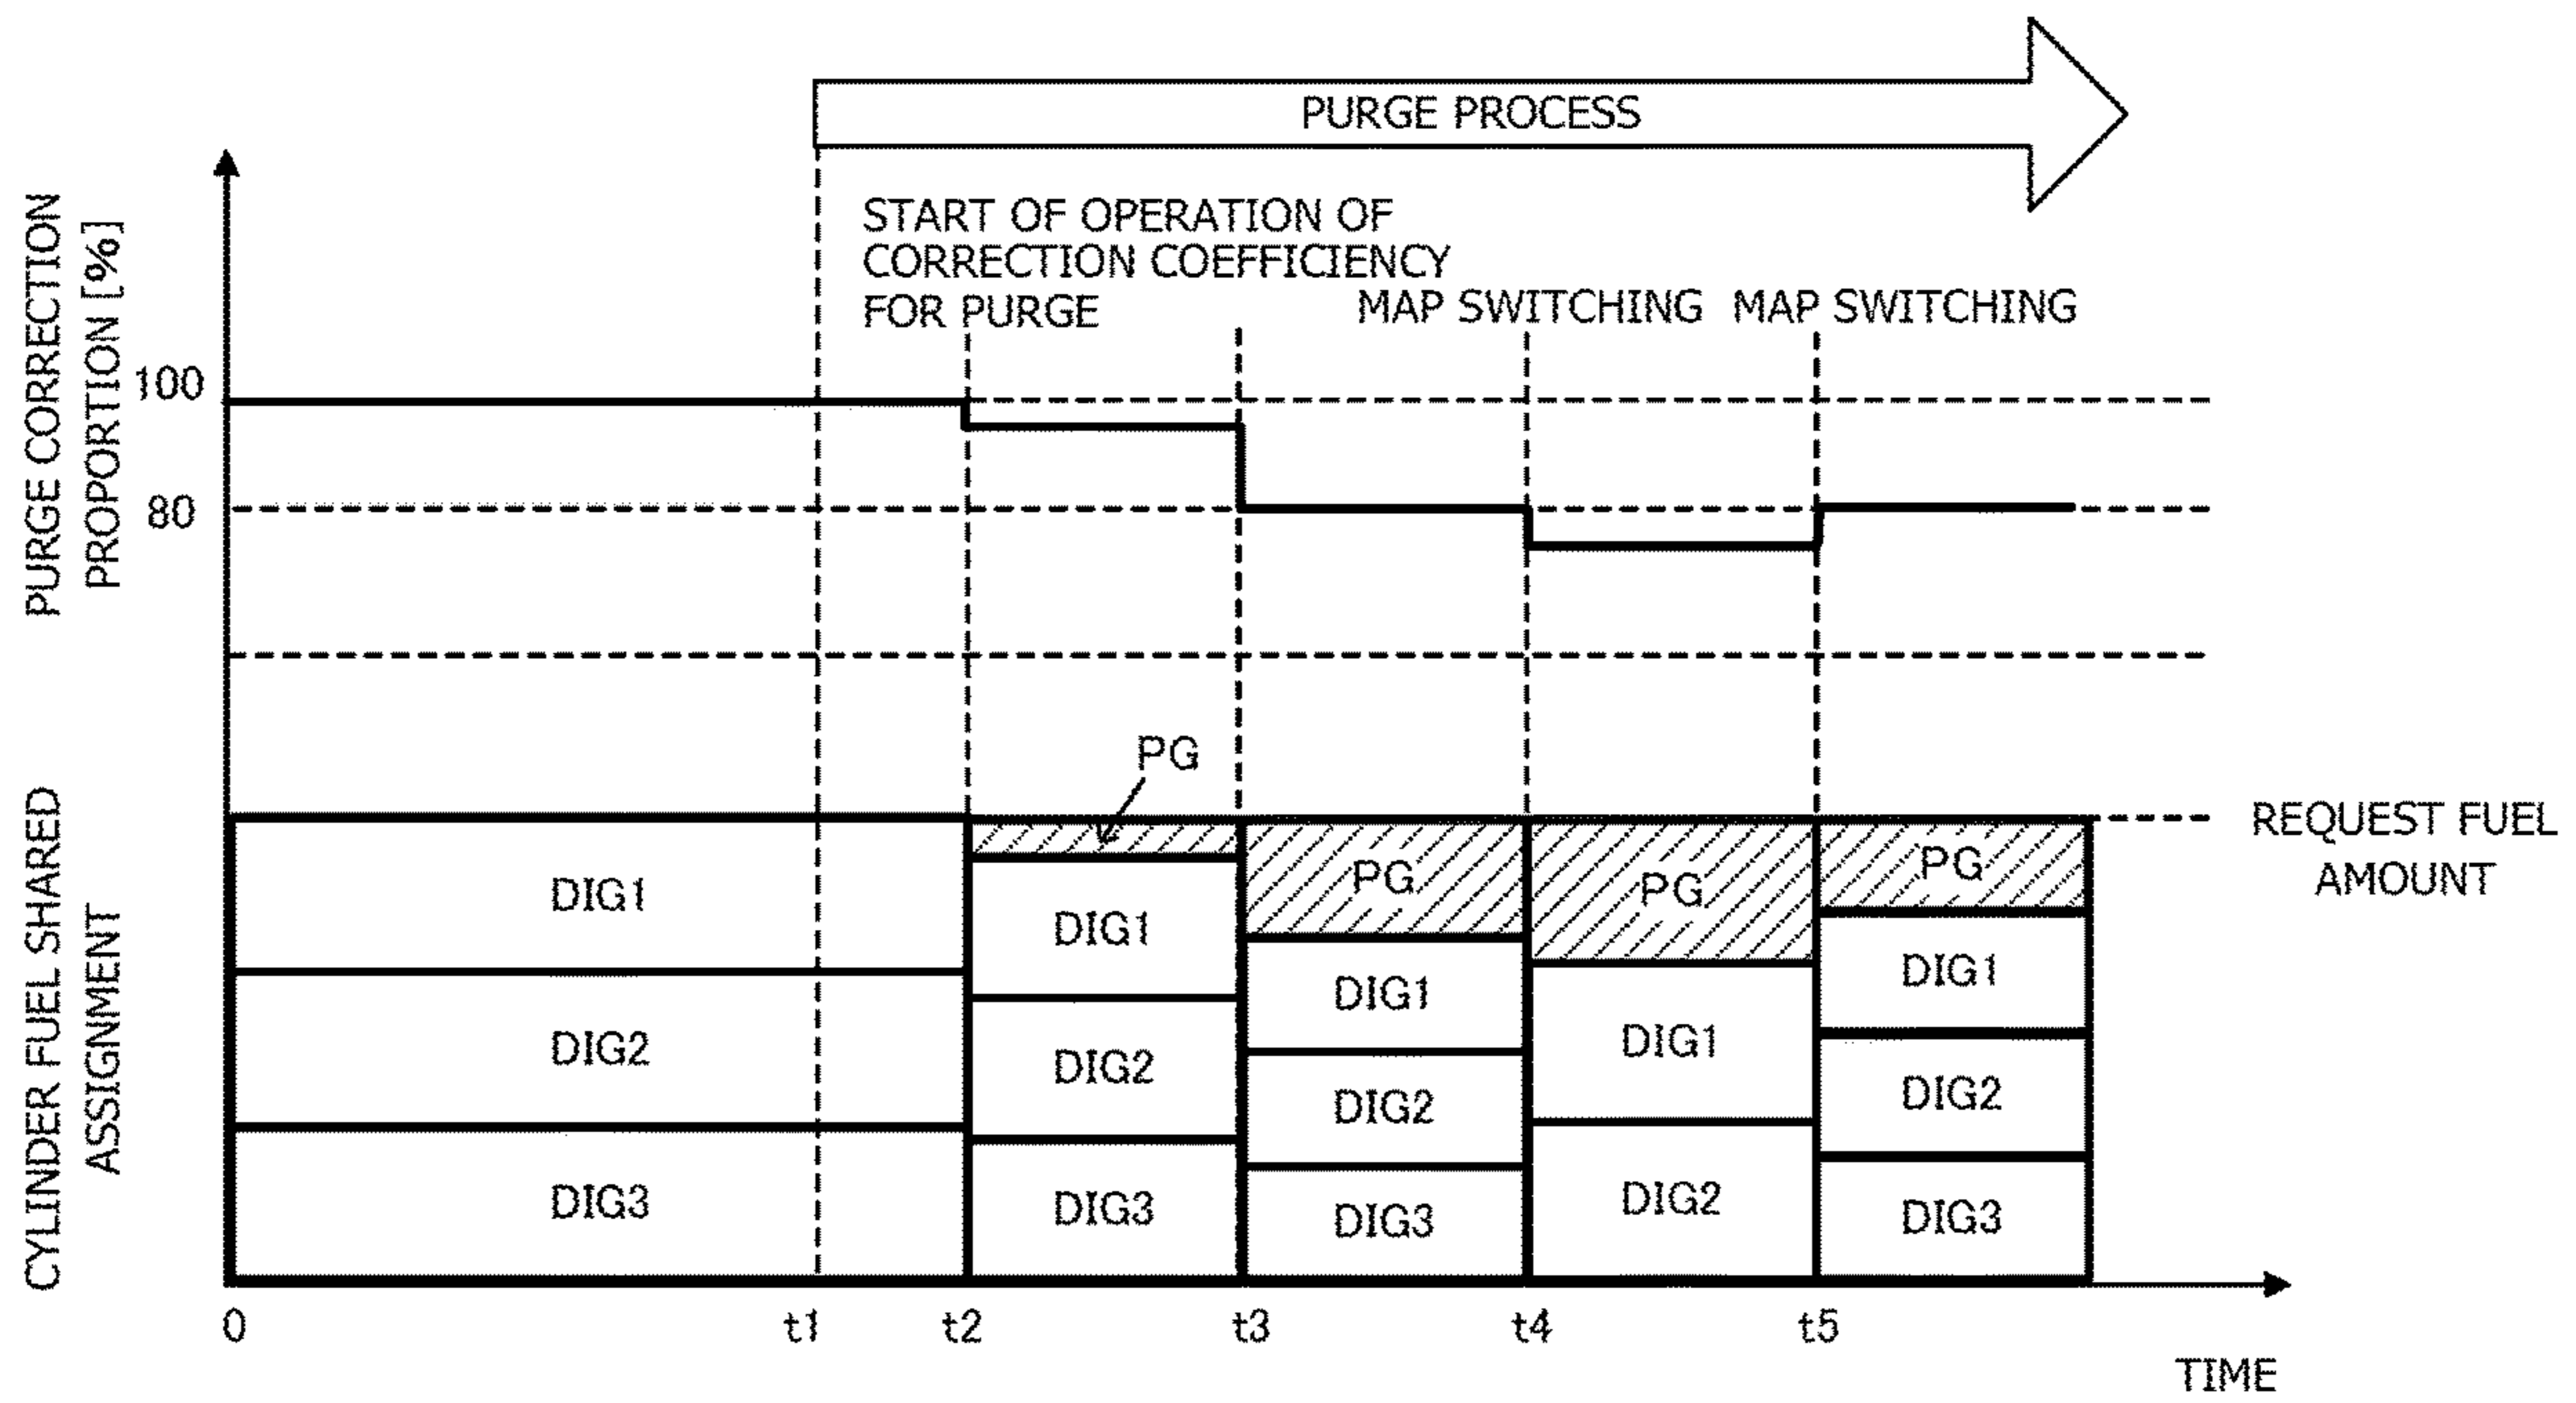 PURGE PROCESS
START OF OPERATION OF
CORRECTION COEFFICIENCY
FOR PURGE
MAP SWITCHING
MAP SWITCHING
PURGE CORRECTION
PROPORTION [%]
100
80
PG
CYLINDER FUEL SHARED
ASSIGNMENT
DIG1
DIG2
DIG3
DIG1
DIG2
DIG3
PG
DIG1
DIG2
DIG3
PG
DIG1
DIG2
PG
DIG1
DIG2
DIG3
REQUEST FUEL
AMOUNT
0
t1
t2
t3
t4
t5
TIME